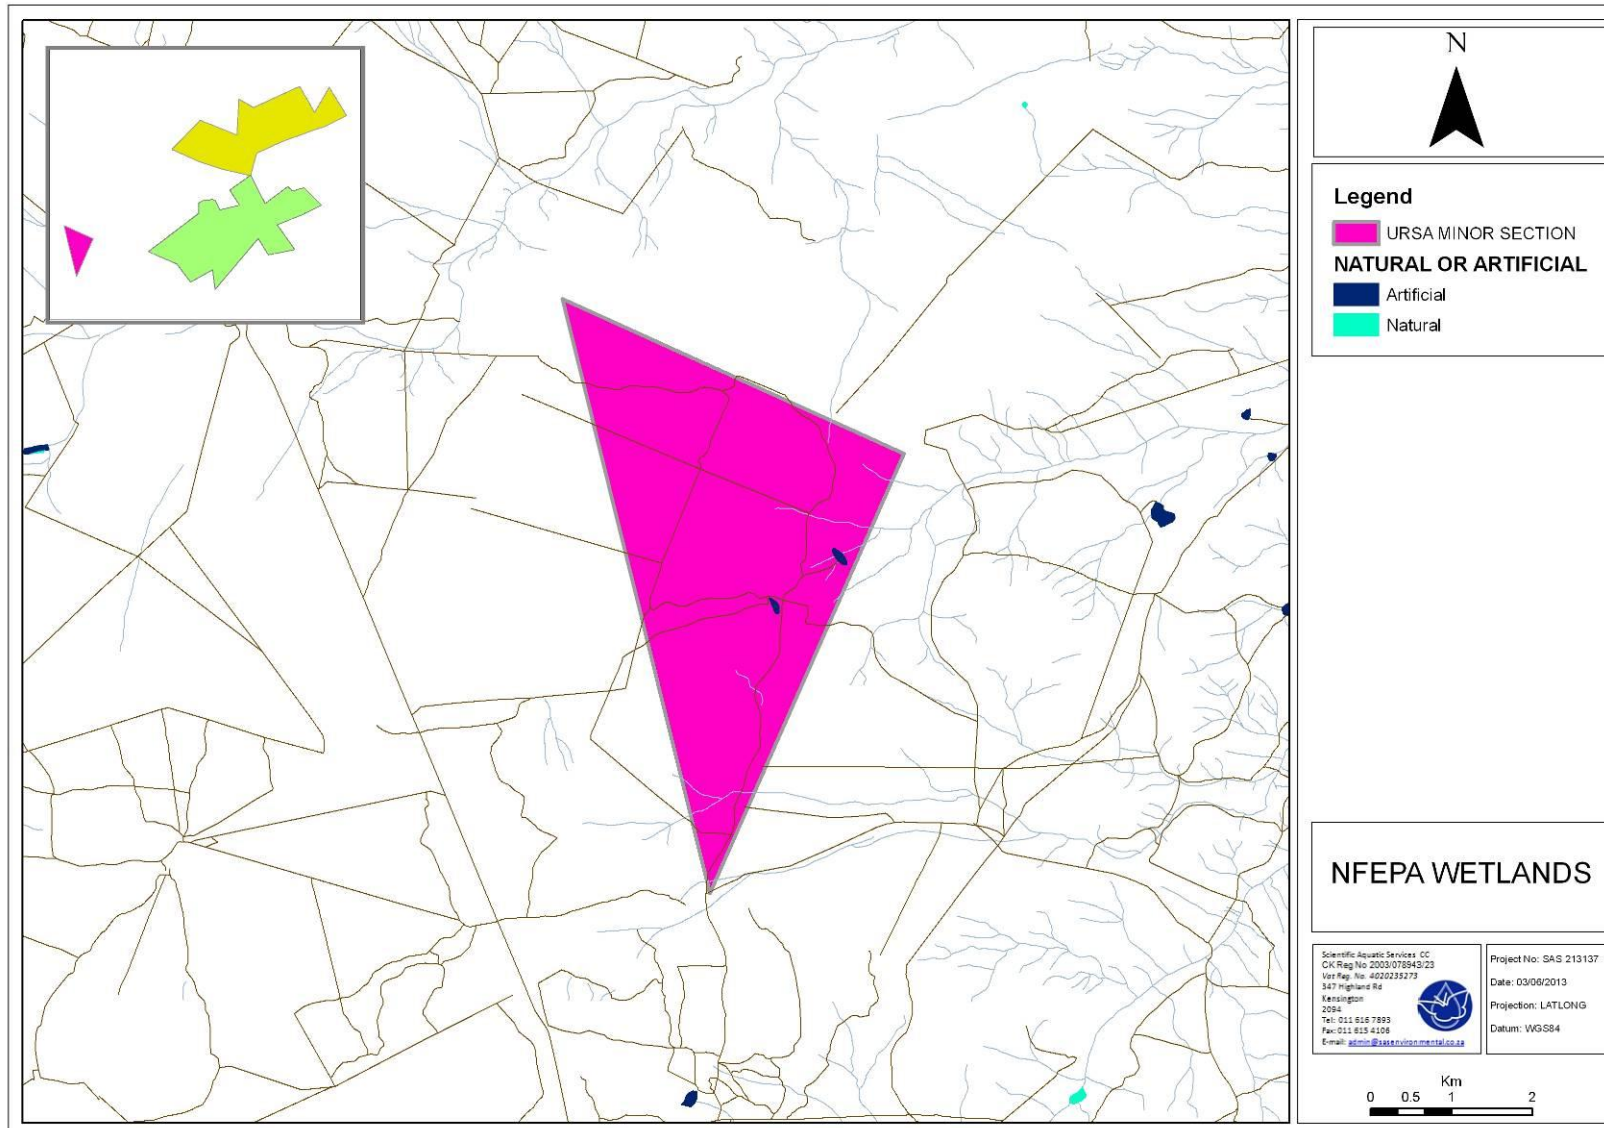 N
Legend
URSA MINOR SECTION
NATURAL OR ARTIFICIAL
Artificial
Natural
NFEPA WETLANDS
Scientific Aquatic Services CC
CK Reg No 2003/078943/23
Vat Reg. No. 4020235273
347 Highland Rd
Kensington
2094
Tel: 011 616 7893
Fax: 011 615 4106
E-mail: admin@sasenvironmental.co.za
Project No: SAS 213137
Date: 03/06/2013
Projection: LATLONG
Datum: WGS84
Km
0 0.5 1 2